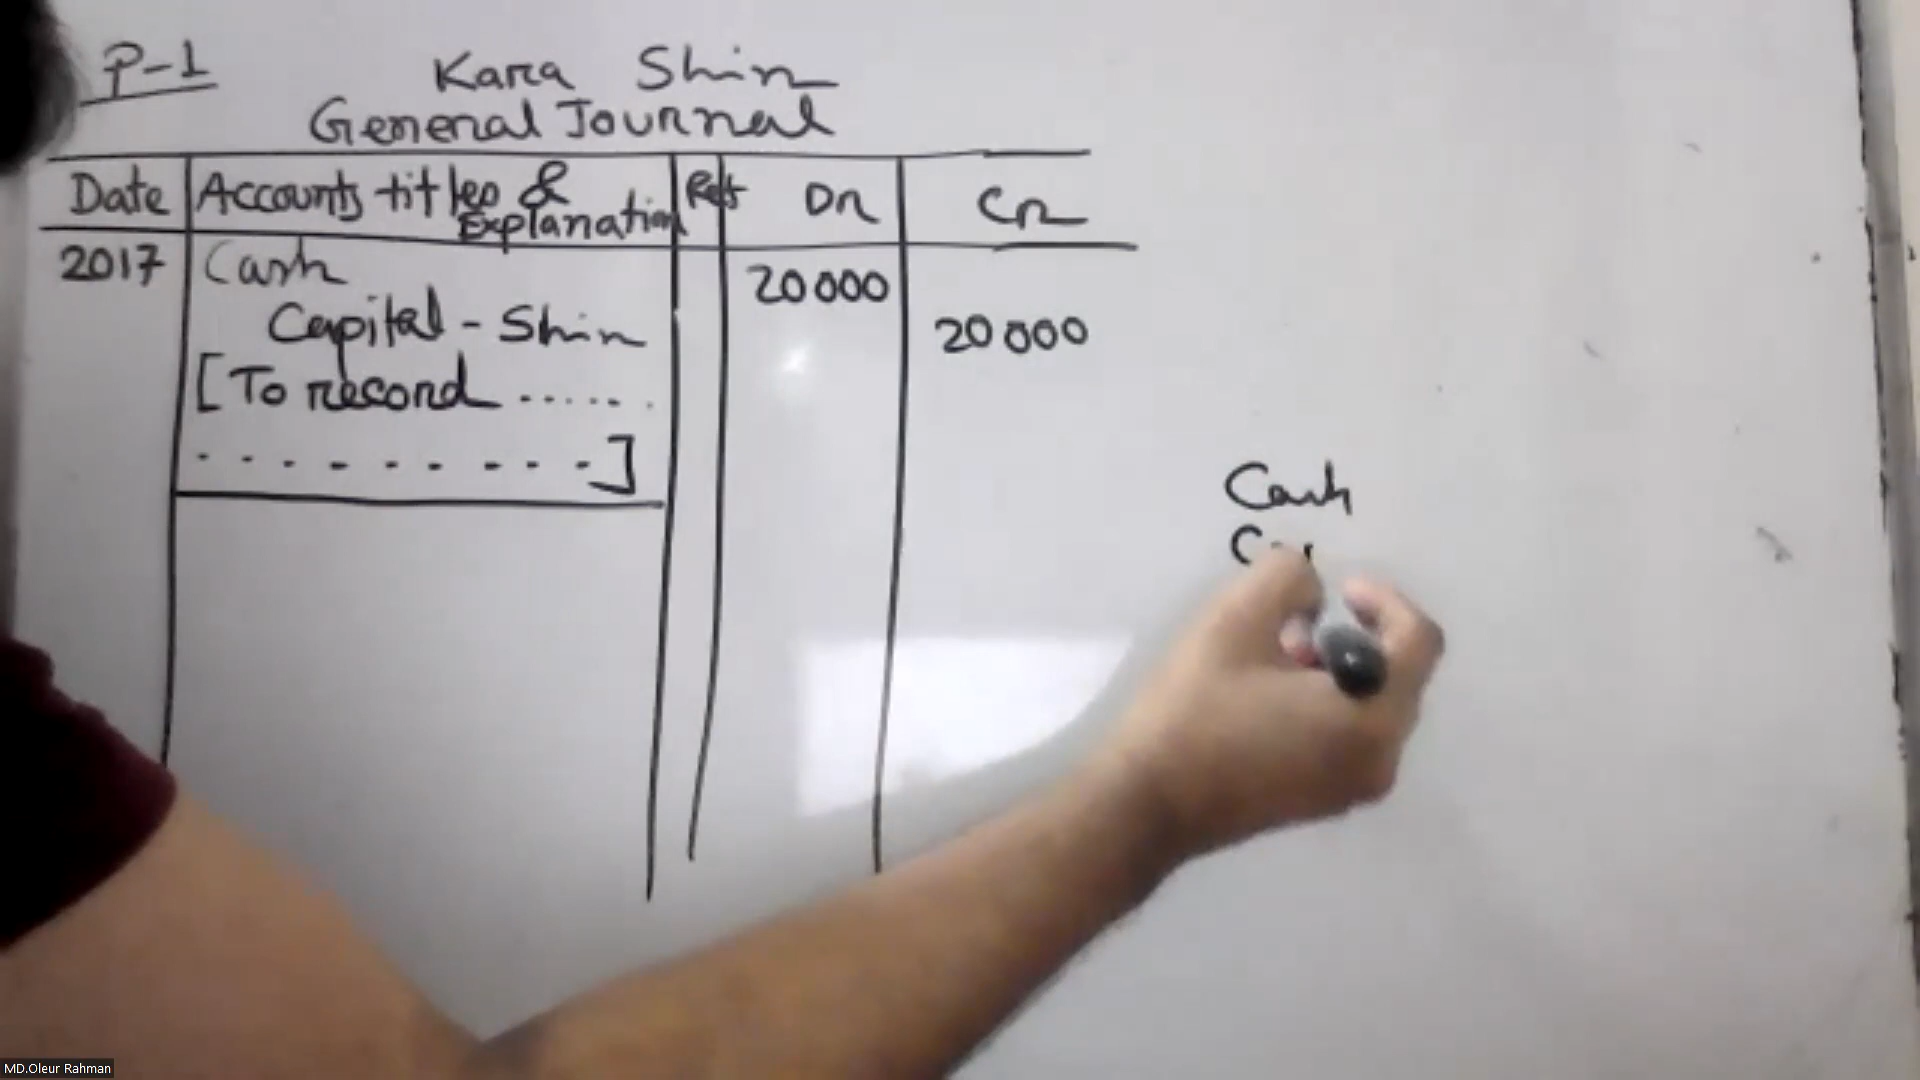 P-1
Kara Shin
General Journal
Date Accounts titles & Explanation Ref Dr Cr
2017 Cash 20000
Capital - Shin 20000
[To record ......
. - - - - - - - - -]
Cash
MD.Oleur Rahman